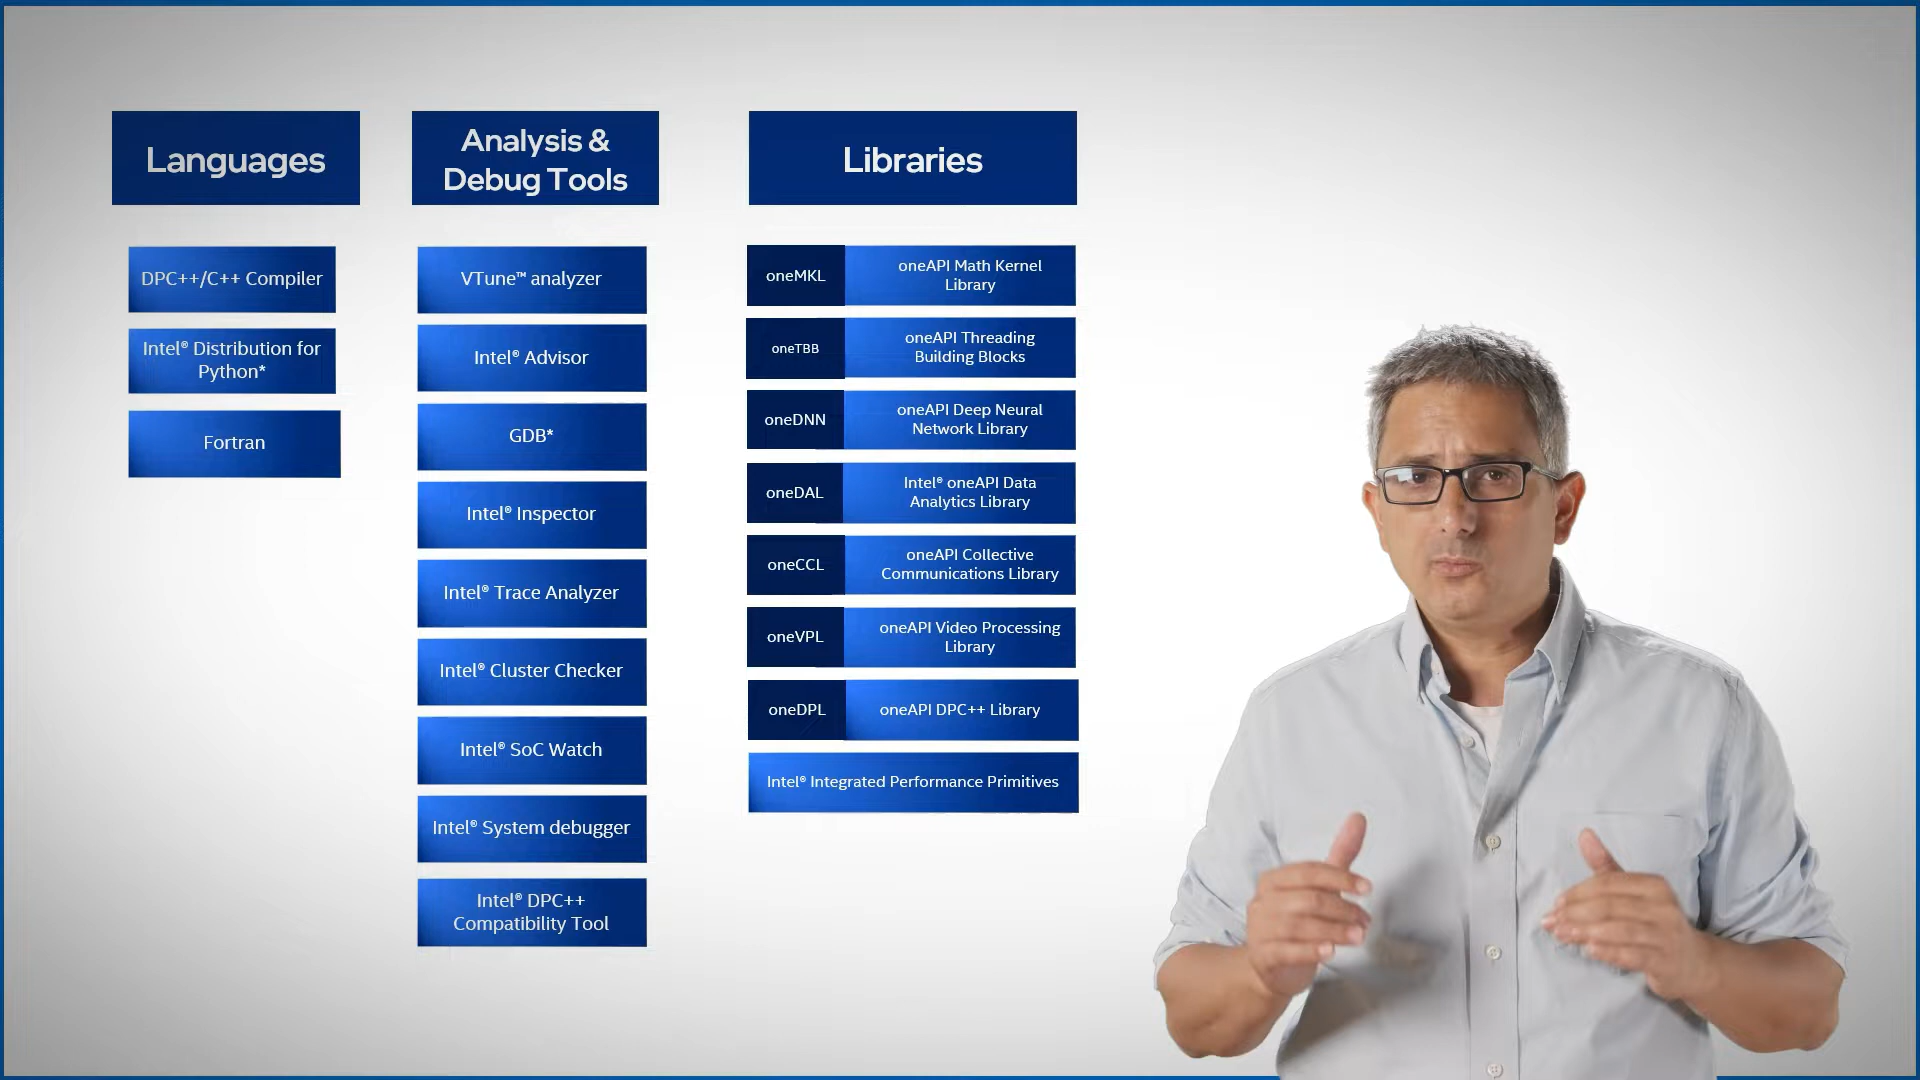 Languages
DPC++/C++ Compiler
Intel® Distribution for
Python*
Fortran
Analysis &
Debug Tools
VTune™ analyzer
Intel® Advisor
GDB*
Intel® Inspector
Intel® Trace Analyzer
Intel® Cluster Checker
Intel® SoC Watch
Intel® System debugger
Intel® DPC++
Compatibility Tool
Libraries
oneMKL
oneAPI Math Kernel
Library
oneTBB
oneAPI Threading
Building Blocks
oneDNN
oneAPI Deep Neural
Network Library
oneDAL
Intel® oneAPI Data
Analytics Library
oneCCL
oneAPI Collective
Communications Library
oneVPL
oneAPI Video Processing
Library
oneDPL
oneAPI DPC++ Library
Intel® Integrated Performance Primitives